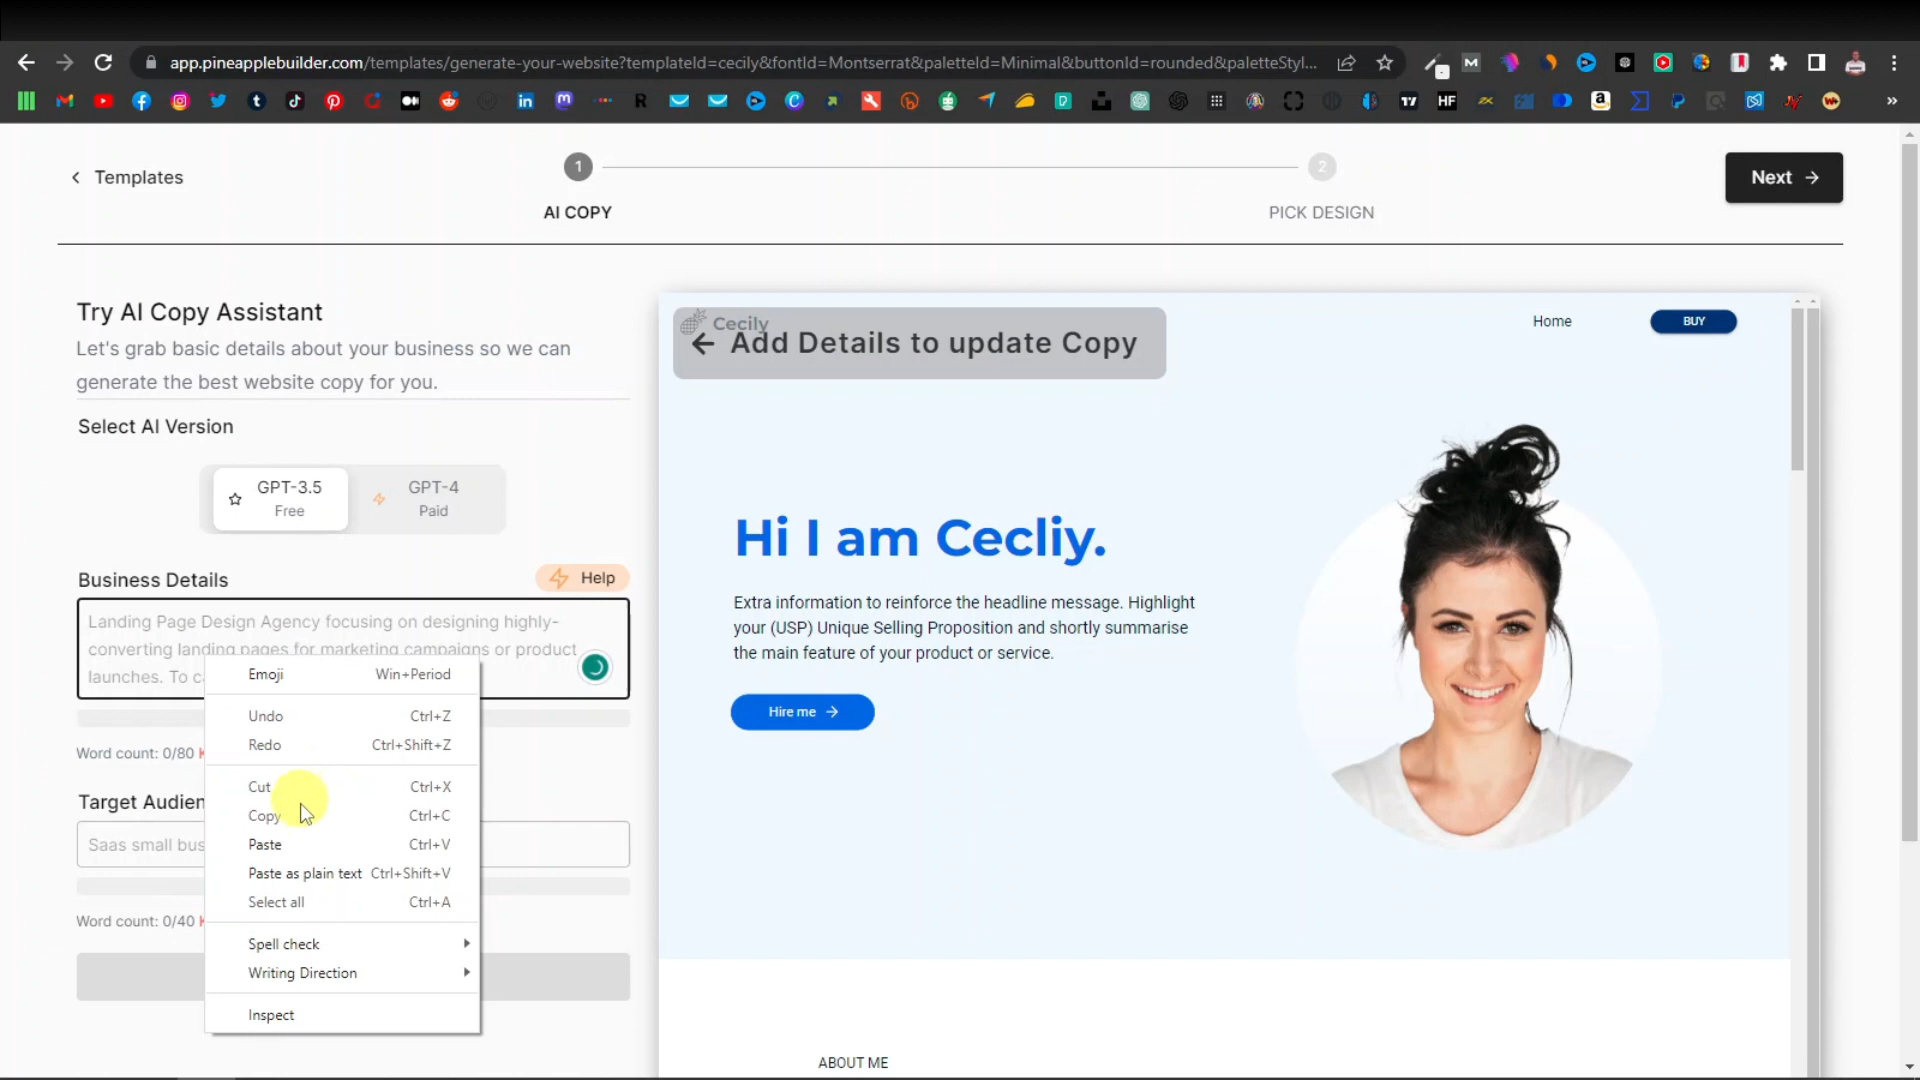 app.pineapplebuilder.com/templates/generate-your-website?templateId=cecily&fontId=Montserrat&paletteId=Minimal&buttonId=rounded&paletteStyl...
Templates
1
2
Next
AI COPY
PICK DESIGN
Try AI Copy Assistant
Let's grab basic details about your business so we can
generate the best website copy for you.
Select AI Version
GPT-3.5
Free
GPT-4
Paid
Business Details
Help
Landing Page Design Agency focusing on designing highly-
converting landing pages for marketing campaigns or product
launches. To
Word count: 0/80
Target Audien
Saas small bus
Word count: 0/40
Emoji Win+Period
Undo Ctrl+Z
Redo Ctrl+Shift+Z
Cut Ctrl+X
Copy Ctrl+C
Paste Ctrl+V
Paste as plain text Ctrl+Shift+V
Select all Ctrl+A
Spell check
Writing Direction
Inspect
Cecily
Add Details to update Copy
Home
BUY
Hi I am Cecliy.
Extra information to reinforce the headline message. Highlight
your (USP) Unique Selling Proposition and shortly summarise
the main feature of your product or service.
Hire me
ABOUT ME